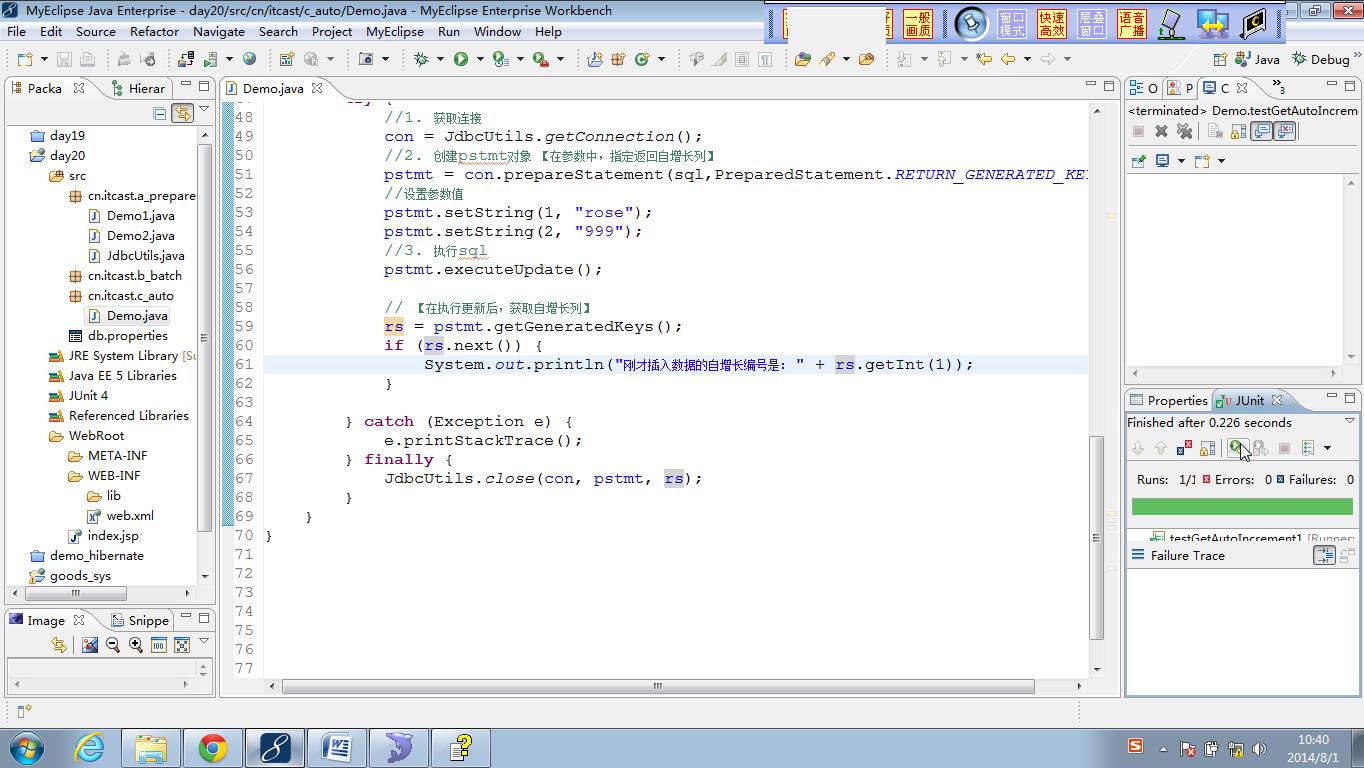 MyEclipse Java Enterprise - day20/src/cn/itcast/c_auto/Demo.java - MyEclipse Enterprise Workbench
File Edit Source Refactor Navigate Search Project MyEclipse Run Window Help
一般画质
窗口模式
快速高效
层叠窗口
语音广播
Java
Debug
Packa
Hierar
Demo.java
O
P
C
3
day19
day20
src
cn.itcast.a_prepare
Demo1.java
Demo2.java
JdbcUtils.java
cn.itcast.b_batch
cn.itcast.c_auto
Demo.java
db.properties
JRE System Library [Su
Java EE 5 Libraries
JUnit 4
Referenced Libraries
WebRoot
META-INF
WEB-INF
lib
web.xml
index.jsp
demo_hibernate
goods_sys
Image
Snippe
48 //1. 获取连接
49 con = JdbcUtils.getConnection();
50 //2. 创建pstmt对象 【在参数中，指定返回自增长列】
51 pstmt = con.prepareStatement(sql,PreparedStatement.RETURN_GENERATED_KEY
52 //设置参数值
53 pstmt.setString(1, "rose");
54 pstmt.setString(2, "999");
55 //3. 执行sql
56 pstmt.executeUpdate();
57
58 // 【在执行更新后，获取自增长列】
59 rs = pstmt.getGeneratedKeys();
60 if (rs.next()) {
61 System.out.println("刚才插入数据的自增长编号是：" + rs.getInt(1));
62 }
63
64 } catch (Exception e) {
65 e.printStackTrace();
66 } finally {
67 JdbcUtils.close(con, pstmt, rs);
68 }
69 }
70 }
71
72
73
74
75
76
77
<terminated> Demo.testGetAutoIncrem
Properties
JUnit
Finished after 0.226 seconds
Runs: 1/1 Errors: 0 Failures: 0
testGetAutoIncrement1 [Runner:
Failure Trace
10:40
2014/8/1